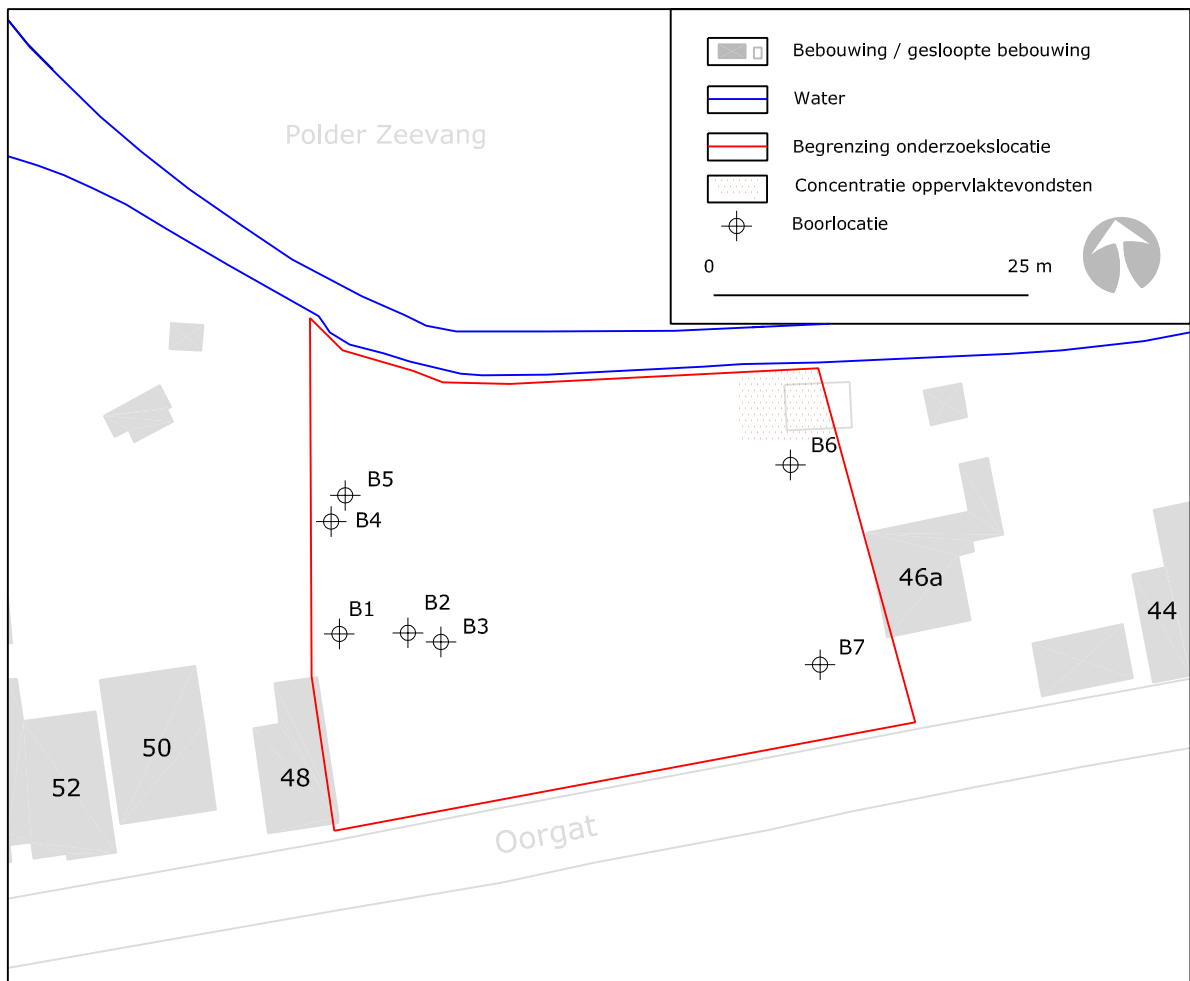 Bebouwing / gesloopte bebouwing
Water
Polder Zeevang
Begrenzing onderzoekslocatie
Concentratie oppervlaktevondsten
Boorlocatie
0 25 m
B6
B5
B4
46a
B1
B2
B3
44
B7
50
48
52
Oorgat